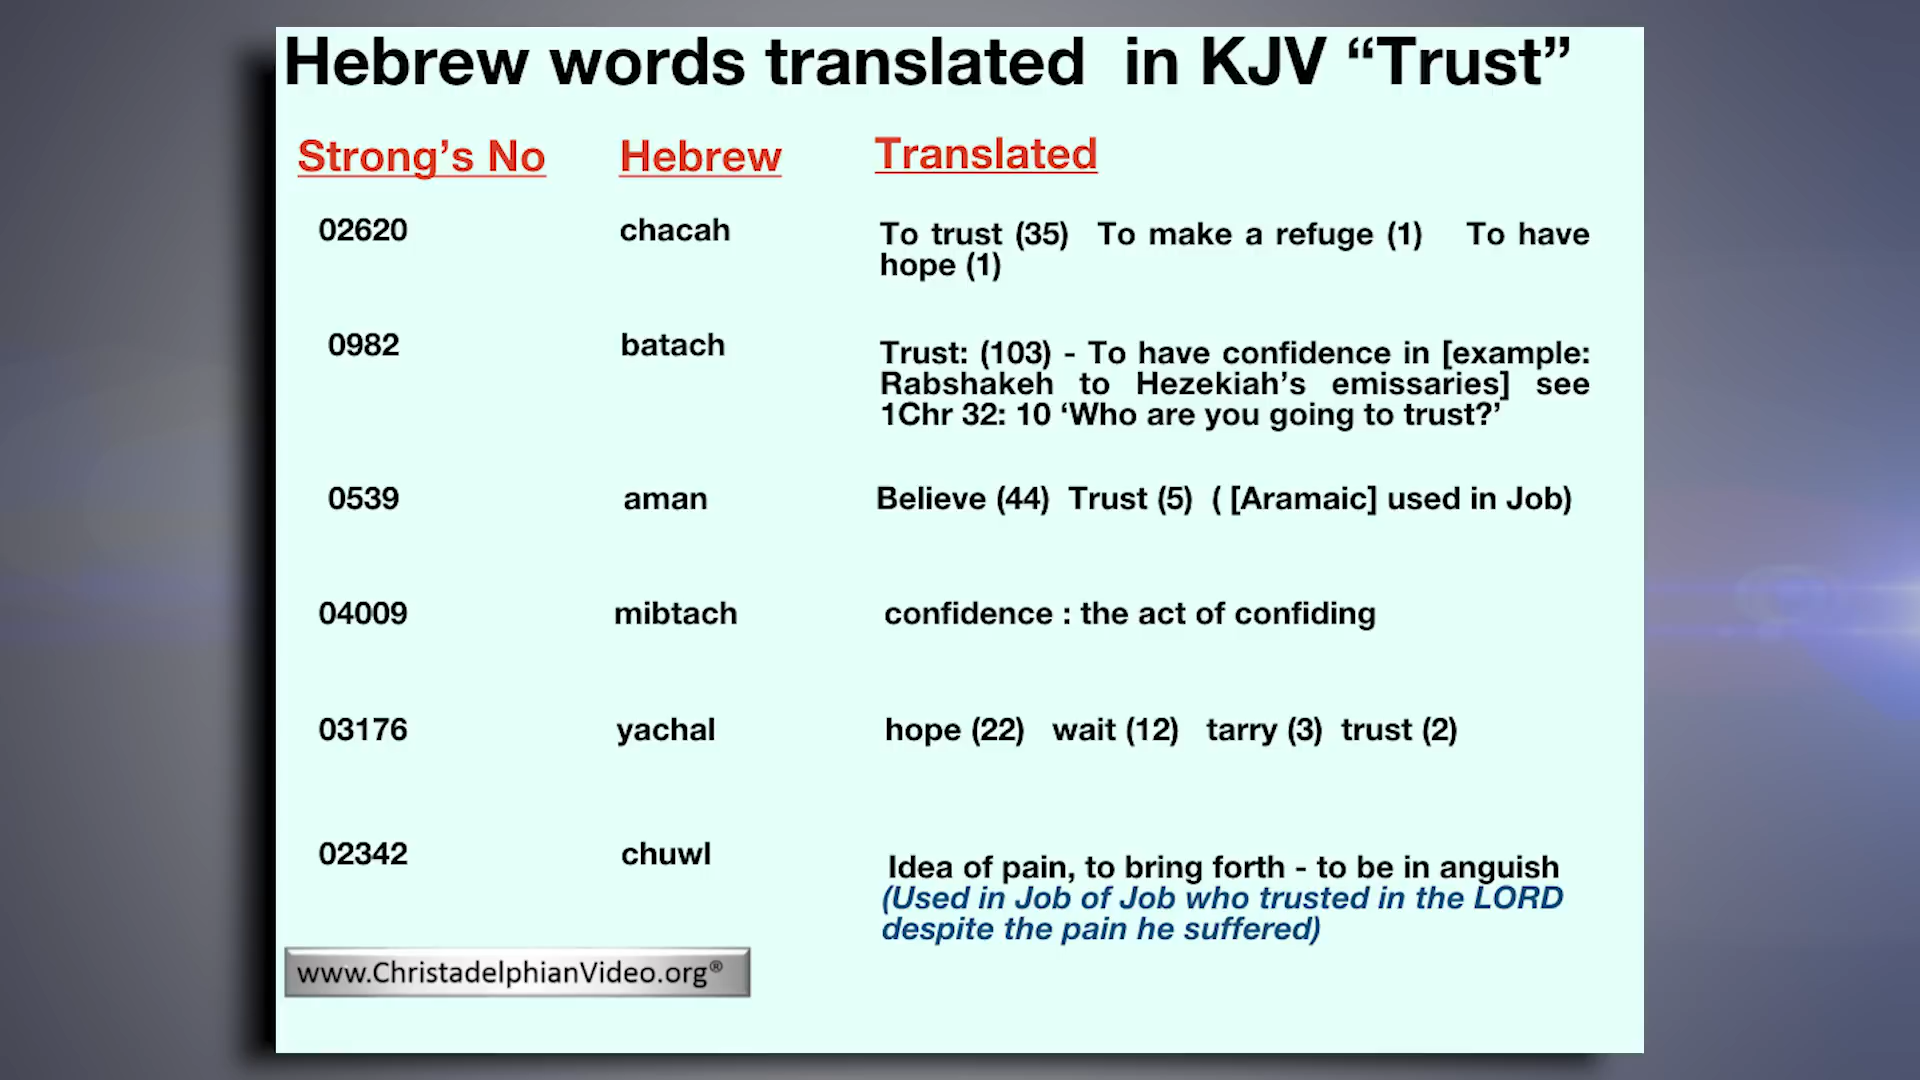 Hebrew words translated in KJV “Trust”
Strong’s No Hebrew Translated
02620 chacah To trust (35) To make a refuge (1) To have
hope (1)
0982 batach Trust: (103) - To have confidence in [example:
Rabshakeh to Hezekiah’s emissaries] see
1Chr 32: 10 ‘Who are you going to trust?’
0539 aman Believe (44) Trust (5) ( [Aramaic] used in Job)
04009 mibtach confidence : the act of confiding
03176 yachal hope (22) wait (12) tarry (3) trust (2)
02342 chuwl Idea of pain, to bring forth - to be in anguish
(Used in Job of Job who trusted in the LORD
despite the pain he suffered)
www.ChristadelphianVideo.org®